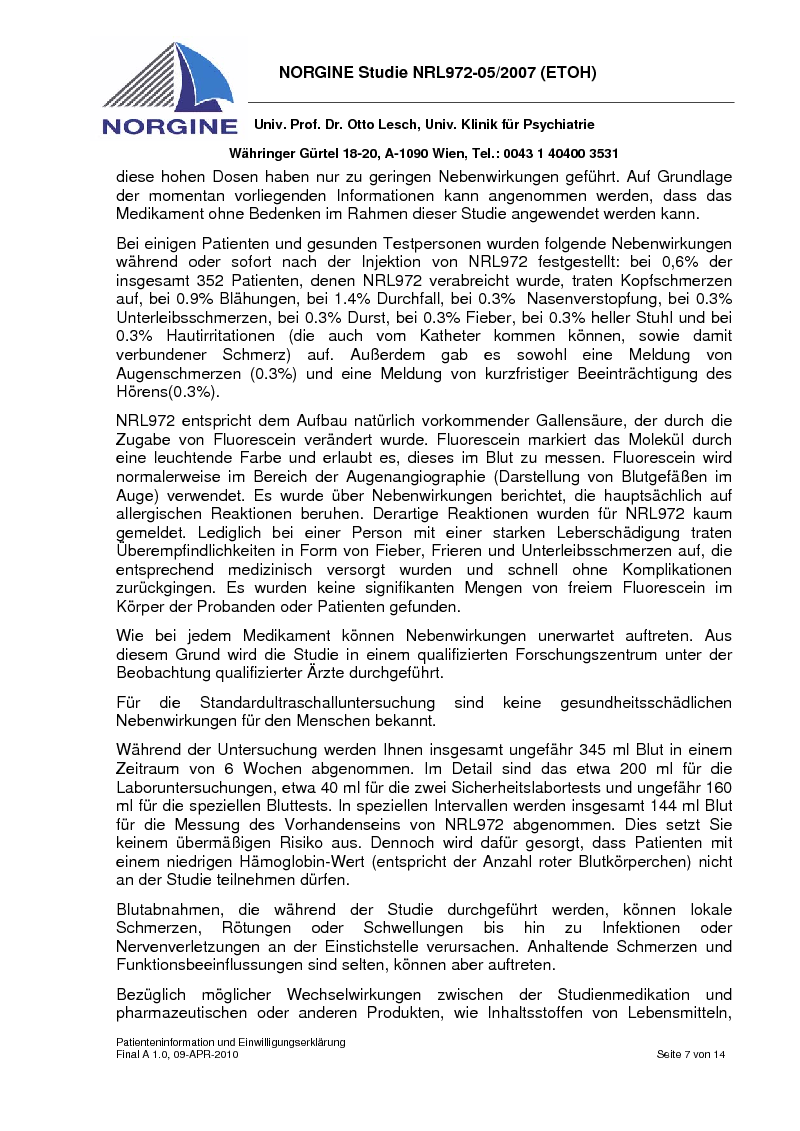 NORGINE Studie NRL972-05/2007 (ETOH)
NORGINE
Univ. Prof. Dr. Otto Lesch, Univ. Klinik für Psychiatrie
Währinger Gürtel 18-20, A-1090 Wien, Tel.: 0043 1 40400 3531
diese hohen Dosen haben nur zu geringen Nebenwirkungen geführt. Auf Grundlage
der momentan vorliegenden Informationen kann angenommen werden, dass das
Medikament ohne Bedenken im Rahmen dieser Studie angewendet werden kann.
Bei einigen Patienten und gesunden Testpersonen wurden folgende Nebenwirkungen
während oder sofort nach der Injektion von NRL972 festgestellt: bei 0,6% der
insgesamt 352 Patienten, denen NRL972 verabreicht wurde, traten Kopfschmerzen
auf, bei 0.9% Blähungen, bei 1.4% Durchfall, bei 0.3% Nasenverstopfung, bei 0.3%
Unterleibsschmerzen, bei 0.3% Durst, bei 0.3% Fieber, bei 0.3% heller Stuhl und bei
0.3% Hautirritationen (die auch vom Katheter kommen können, sowie damit
verbundener Schmerz) auf. Außerdem gab es sowohl eine Meldung von
Augenschmerzen (0.3%) und eine Meldung von kurzfristiger Beeinträchtigung des
Hörens(0.3%).
NRL972 entspricht dem Aufbau natürlich vorkommender Gallensäure, der durch die
Zugabe von Fluorescein verändert wurde. Fluorescein markiert das Molekül durch
eine leuchtende Farbe und erlaubt es, dieses im Blut zu messen. Fluorescein wird
normalerweise im Bereich der Augenangiographie (Darstellung von Blutgefäßen im
Auge) verwendet. Es wurde über Nebenwirkungen berichtet, die hauptsächlich auf
allergischen Reaktionen beruhen. Derartige Reaktionen wurden für NRL972 kaum
gemeldet. Lediglich bei einer Person mit einer starken Leberschädigung traten
Überempfindlichkeiten in Form von Fieber, Frieren und Unterleibsschmerzen auf, die
entsprechend medizinisch versorgt wurden und schnell ohne Komplikationen
zurückgingen. Es wurden keine signifikanten Mengen von freiem Fluorescein im
Körper der Probanden oder Patienten gefunden.
Wie bei jedem Medikament können Nebenwirkungen unerwartet auftreten. Aus
diesem Grund wird die Studie in einem qualifizierten Forschungszentrum unter der
Beobachtung qualifizierter Ärzte durchgeführt.
Für die Standardultraschalluntersuchung sind keine gesundheitsschädlichen
Nebenwirkungen für den Menschen bekannt.
Während der Untersuchung werden Ihnen insgesamt ungefähr 345 ml Blut in einem
Zeitraum von 6 Wochen abgenommen. Im Detail sind das etwa 200 ml für die
Laboruntersuchungen, etwa 40 ml für die zwei Sicherheitslabortests und ungefähr 160
ml für die speziellen Bluttests. In speziellen Intervallen werden insgesamt 144 ml Blut
für die Messung des Vorhandenseins von NRL972 abgenommen. Dies setzt Sie
keinem übermäßigen Risiko aus. Dennoch wird dafür gesorgt, dass Patienten mit
einem niedrigen Hämoglobin-Wert (entspricht der Anzahl roter Blutkörperchen) nicht
an der Studie teilnehmen dürfen.
Blutabnahmen, die während der Studie durchgeführt werden, können lokale
Schmerzen, Rötungen oder Schwellungen bis hin zu Infektionen oder
Nervenverletzungen an der Einstichstelle verursachen. Anhaltende Schmerzen und
Funktionsbeeinflussungen sind selten, können aber auftreten.
Bezüglich möglicher Wechselwirkungen zwischen der Studienmedikation und
pharmazeutischen oder anderen Produkten, wie Inhaltsstoffen von Lebensmitteln,
Patienteninformation und Einwilligungserklärung
Final A 1.0, 09-APR-2010 Seite 7 von 14